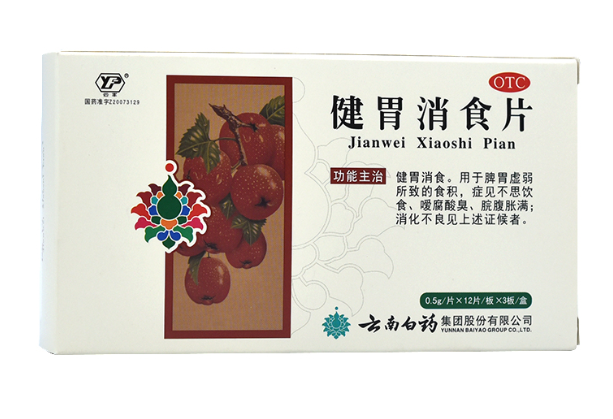 YP
云丰
国药准字Z20073129
OTC
健胃消食片
Jianwei Xiaoshi Pian
功能主治
健胃消食。用于脾胃虚弱
所致的食积，症见不思饮
食、嗳腐酸臭、脘腹胀满；
消化不良见上述证候者。
0.5g/片×12片/板×3板/盒
云南白药集团股份有限公司
YUNNAN BAIYAO GROUP CO.,LTD.